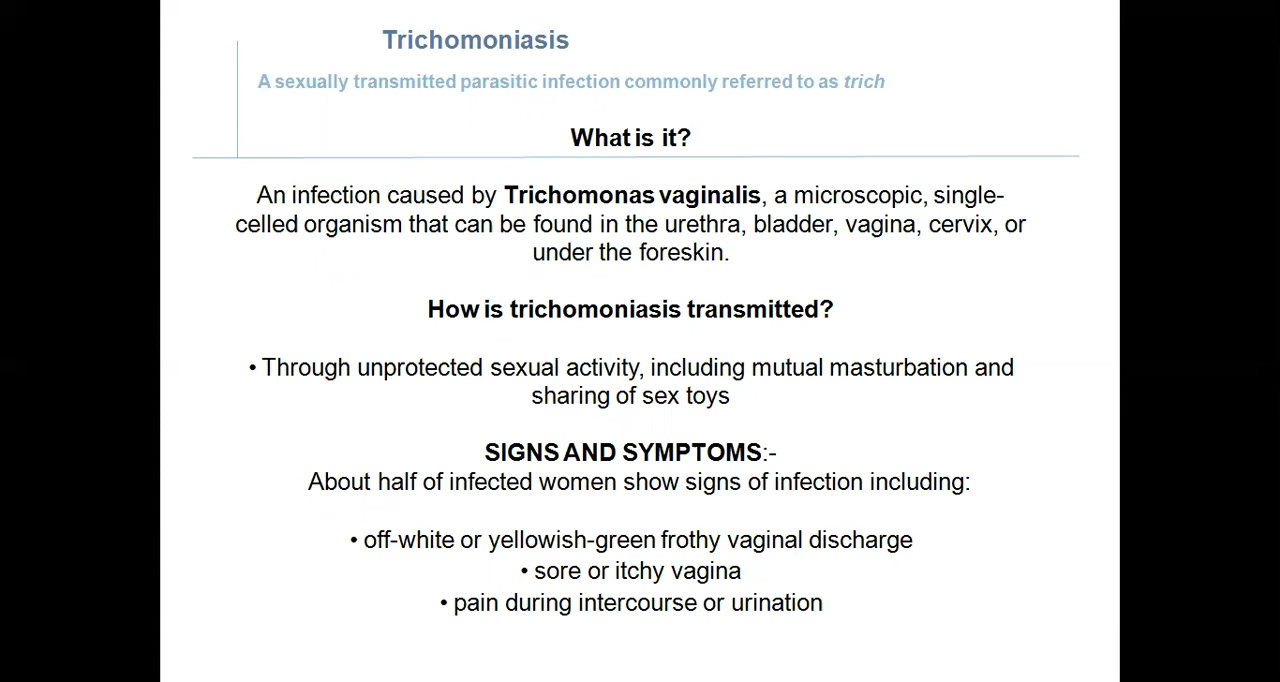 Trichomoniasis
A sexually transmitted parasitic infection commonly referred to as trich
What is it?
An infection caused by Trichomonas vaginalis, a microscopic, single-
celled organism that can be found in the urethra, bladder, vagina, cervix, or
under the foreskin.
How is trichomoniasis transmitted?
• Through unprotected sexual activity, including mutual masturbation and
sharing of sex toys
SIGNS AND SYMPTOMS:-
About half of infected women show signs of infection including:
• off-white or yellowish-green frothy vaginal discharge
• sore or itchy vagina
• pain during intercourse or urination